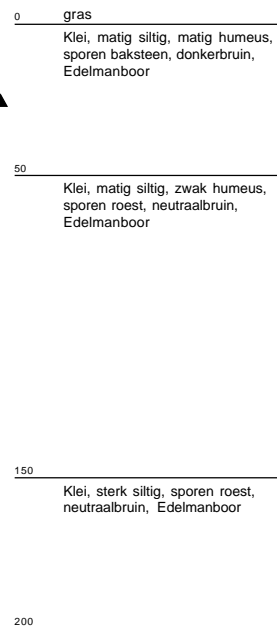 0 gras
Klei, matig siltig, matig humeus,
sporen baksteen, donkerbruin,
Edelmanboor
50
Klei, matig siltig, zwak humeus,
sporen roest, neutraalbruin,
Edelmanboor
150
Klei, sterk siltig, sporen roest,
neutraalbruin, Edelmanboor
200